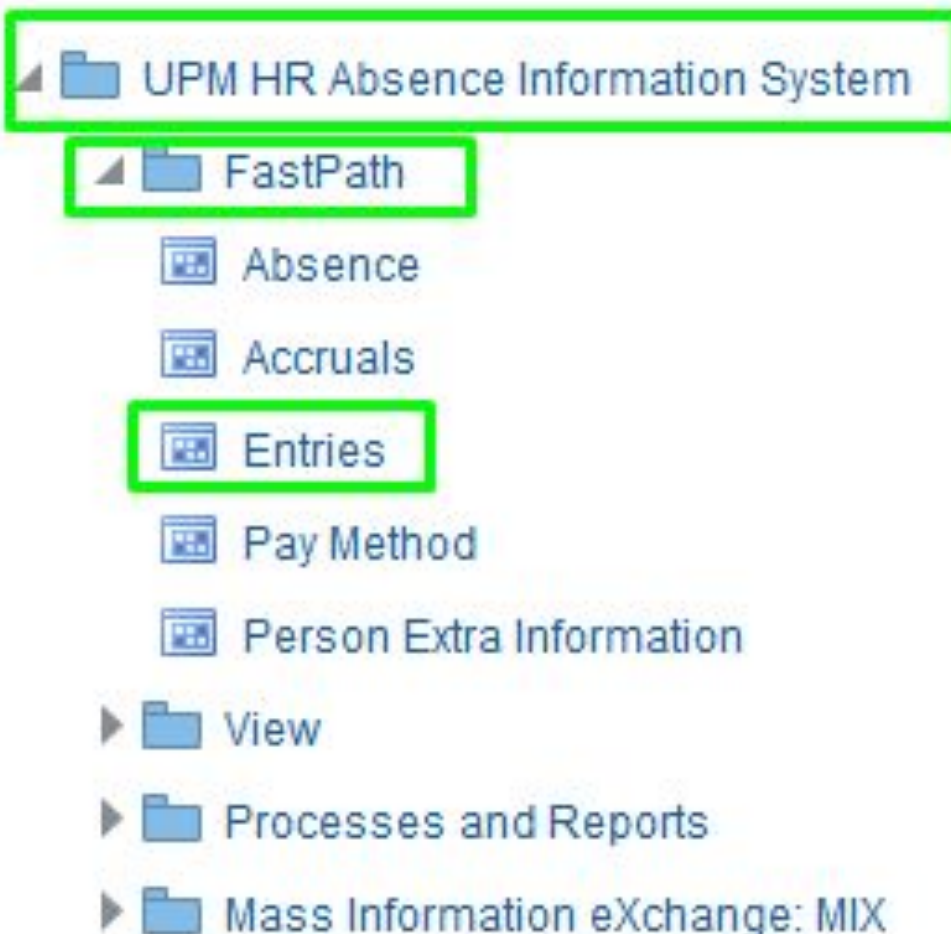 UPM HR Absence Information System
FastPath
Absence
Accruals
Entries
Pay Method
Person Extra Information
View
Processes and Reports
Mass Information eXchange: MIX